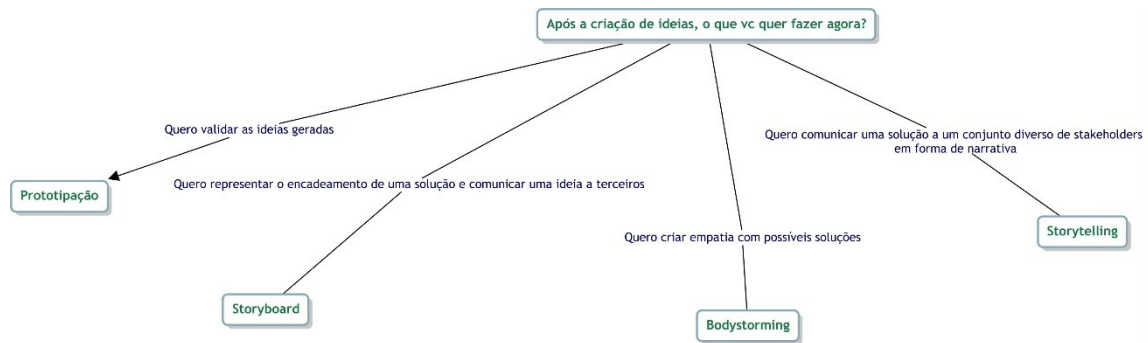 Após a criação de ideias, o que vc quer fazer agora?
Quero validar as ideias geradas
Quero comunicar uma solução a um conjunto diverso de stakeholders
em forma de narrativa
Quero representar o encadeamento de uma solução e comunicar uma ideia a terceiros
Prototipação
Storytelling
Quero criar empatia com possíveis soluções
Storyboard
Bodystorming